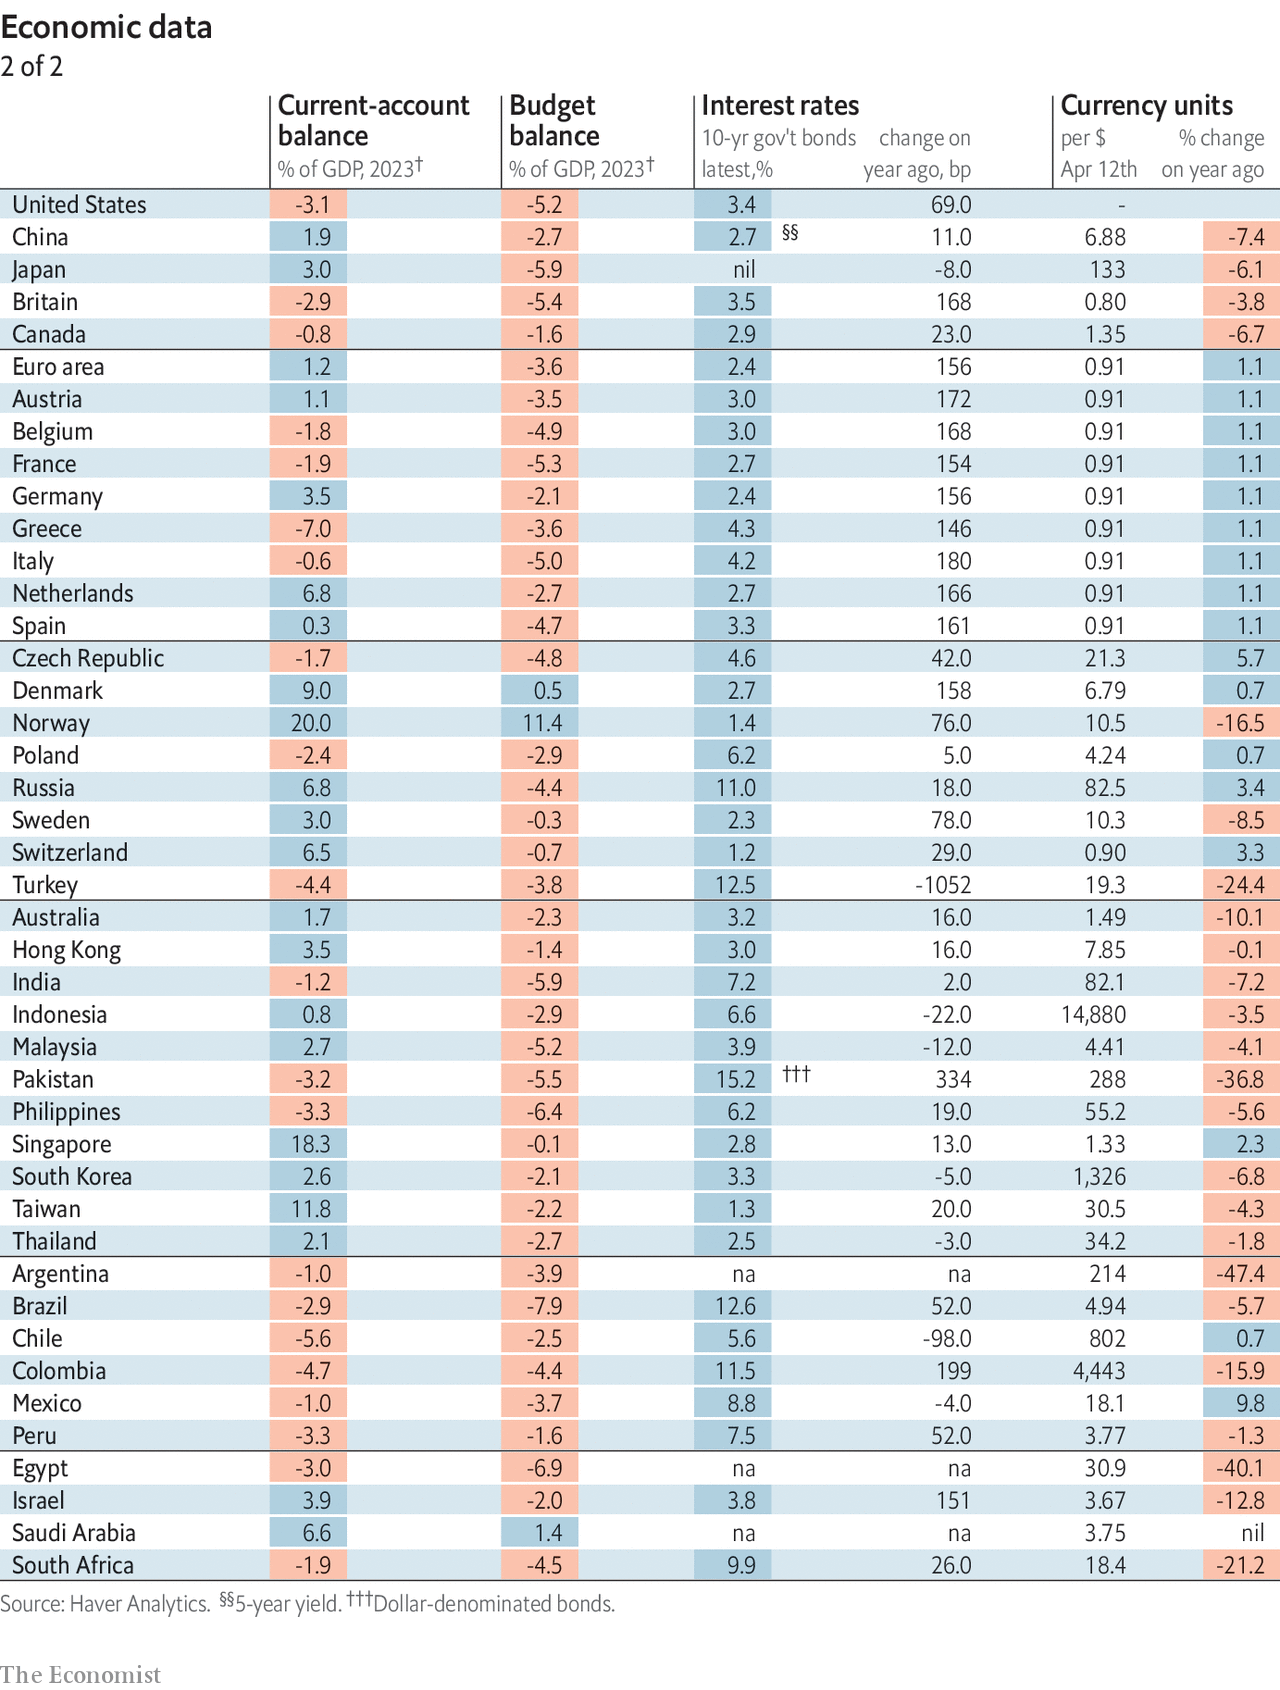 Economic data
2 of 2
Current-account balance Budget balance Interest rates Currency units
% of GDP, 2023† % of GDP, 2023† 10-yr gov't bonds latest,% change on year ago, bp per $ Apr 12th % change on year ago
United States -3.1 -5.2 3.4 69.0 -
China 1.9 -2.7 2.7 §§ 11.0 6.88 -7.4
Japan 3.0 -5.9 nil -8.0 133 -6.1
Britain -2.9 -5.4 3.5 168 0.80 -3.8
Canada -0.8 -1.6 2.9 23.0 1.35 -6.7
Euro area 1.2 -3.6 2.4 156 0.91 1.1
Austria 1.1 -3.5 3.0 172 0.91 1.1
Belgium -1.8 -4.9 3.0 168 0.91 1.1
France -1.9 -5.3 2.7 154 0.91 1.1
Germany 3.5 -2.1 2.4 156 0.91 1.1
Greece -7.0 -3.6 4.3 146 0.91 1.1
Italy -0.6 -5.0 4.2 180 0.91 1.1
Netherlands 6.8 -2.7 2.7 166 0.91 1.1
Spain 0.3 -4.7 3.3 161 0.91 1.1
Czech Republic -1.7 -4.8 4.6 42.0 21.3 5.7
Denmark 9.0 0.5 2.7 158 6.79 0.7
Norway 20.0 11.4 1.4 76.0 10.5 -16.5
Poland -2.4 -2.9 6.2 5.0 4.24 0.7
Russia 6.8 -4.4 11.0 18.0 82.5 3.4
Sweden 3.0 -0.3 2.3 78.0 10.3 -8.5
Switzerland 6.5 -0.7 1.2 29.0 0.90 3.3
Turkey -4.4 -3.8 12.5 -1052 19.3 -24.4
Australia 1.7 -2.3 3.2 16.0 1.49 -10.1
Hong Kong 3.5 -1.4 3.0 16.0 7.85 -0.1
India -1.2 -5.9 7.2 2.0 82.1 -7.2
Indonesia 0.8 -2.9 6.6 -22.0 14,880 -3.5
Malaysia 2.7 -5.2 3.9 -12.0 4.41 -4.1
Pakistan -3.2 -5.5 15.2 ††† 334 288 -36.8
Philippines -3.3 -6.4 6.2 19.0 55.2 -5.6
Singapore 18.3 -0.1 2.8 13.0 1.33 2.3
South Korea 2.6 -2.1 3.3 -5.0 1,326 -6.8
Taiwan 11.8 -2.2 1.3 20.0 30.5 -4.3
Thailand 2.1 -2.7 2.5 -3.0 34.2 -1.8
Argentina -1.0 -3.9 na na 214 -47.4
Brazil -2.9 -7.9 12.6 52.0 4.94 -5.7
Chile -5.6 -2.5 5.6 -98.0 802 0.7
Colombia -4.7 -4.4 11.5 199 4,443 -15.9
Mexico -1.0 -3.7 8.8 -4.0 18.1 9.8
Peru -3.3 -1.6 7.5 52.0 3.77 -1.3
Egypt -3.0 -6.9 na na 30.9 -40.1
Israel 3.9 -2.0 3.8 151 3.67 -12.8
Saudi Arabia 6.6 1.4 na na 3.75 nil
South Africa -1.9 -4.5 9.9 26.0 18.4 -21.2
Source: Haver Analytics. §§5-year yield. †††Dollar-denominated bonds.
The Economist